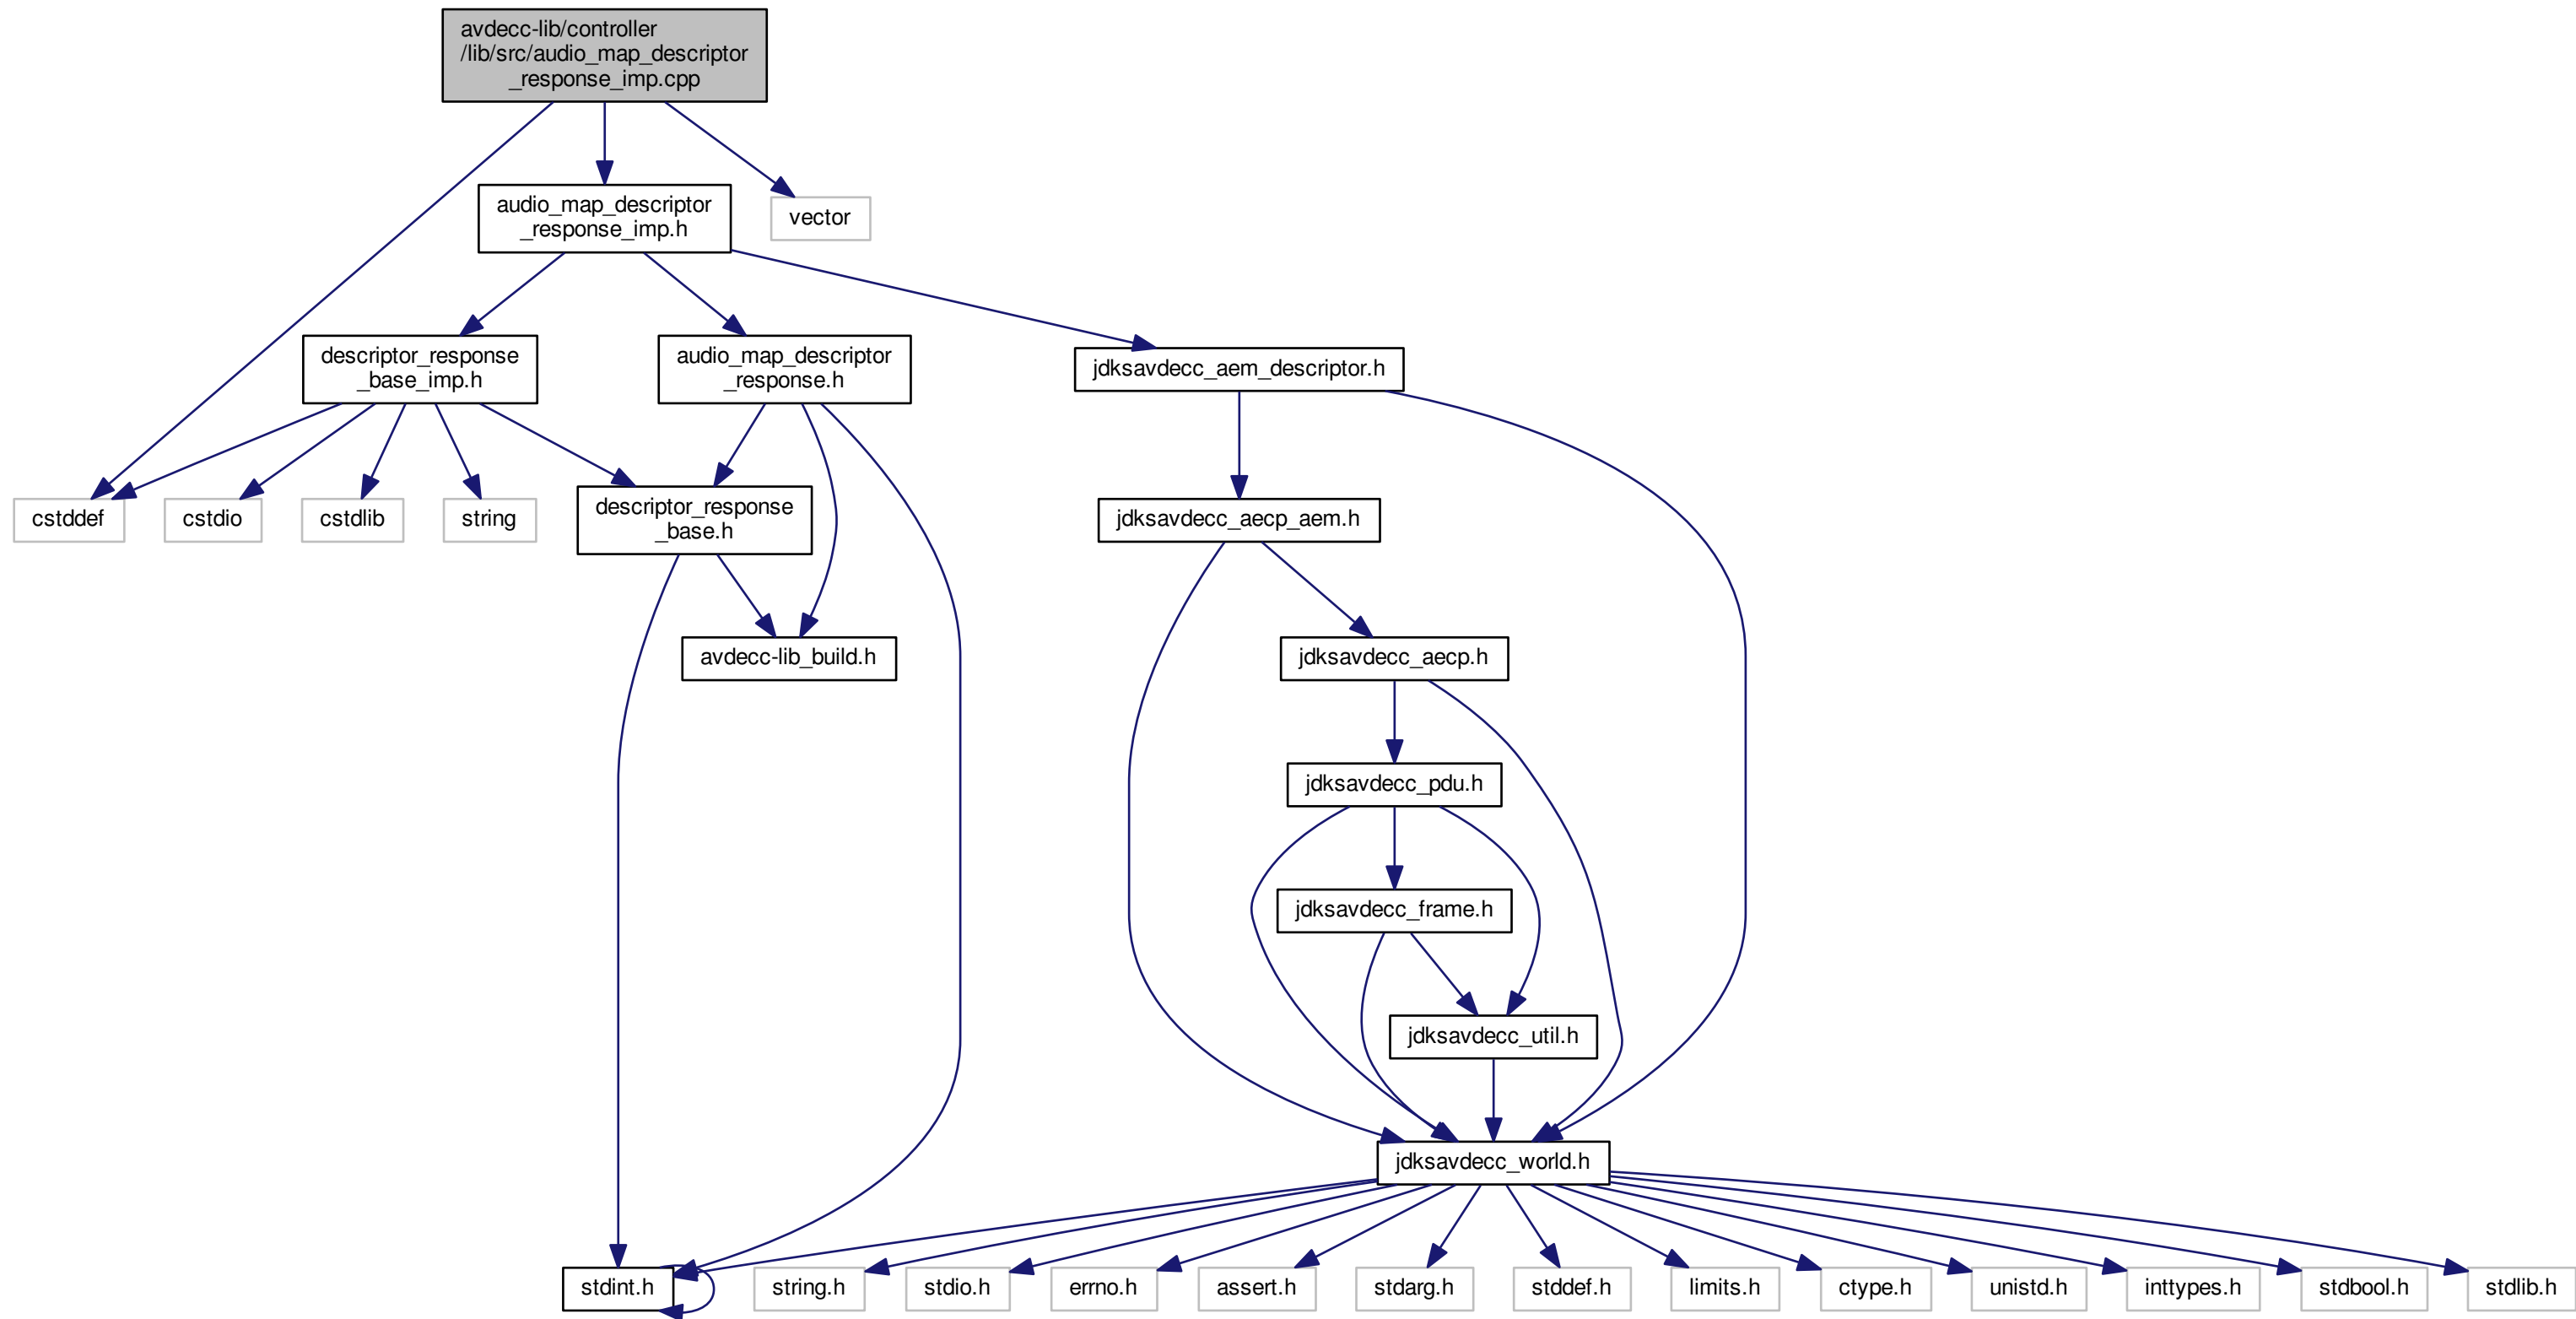 avdecc-lib/controller
/lib/src/audio_map_descriptor
_response_imp.cpp
audio_map_descriptor
_response_imp.h
vector
descriptor_response
_base_imp.h
audio_map_descriptor
_response.h
jdksavdecc_aem_descriptor.h
cstddef
cstdio
cstdlib
string
descriptor_response
_base.h
jdksavdecc_aecp_aem.h
avdecc-lib_build.h
jdksavdecc_aecp.h
jdksavdecc_pdu.h
jdksavdecc_frame.h
jdksavdecc_util.h
jdksavdecc_world.h
stdint.h
string.h
stdio.h
errno.h
assert.h
stdarg.h
stddef.h
limits.h
ctype.h
unistd.h
inttypes.h
stdbool.h
stdlib.h